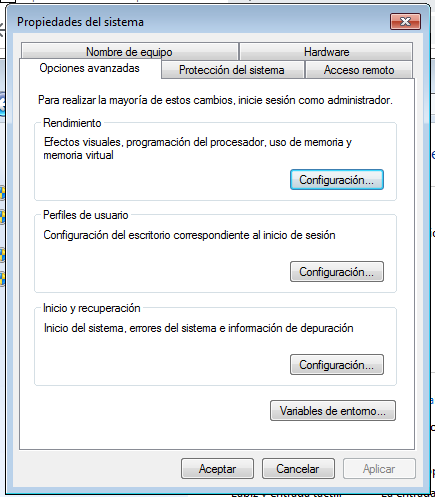 Propiedades del sistema
Nombre de equipo
Hardware
Opciones avanzadas
Protección del sistema
Acceso remoto
Para realizar la mayoría de estos cambios, inicie sesión como administrador.
Rendimiento
Efectos visuales, programación del procesador, uso de memoria y
memoria virtual
Configuración...
Perfiles de usuario
Configuración del escritorio correspondiente al inicio de sesión
Configuración...
Inicio y recuperación
Inicio del sistema, errores del sistema e información de depuración
Configuración...
Variables de entorno...
Aceptar
Cancelar
Aplicar